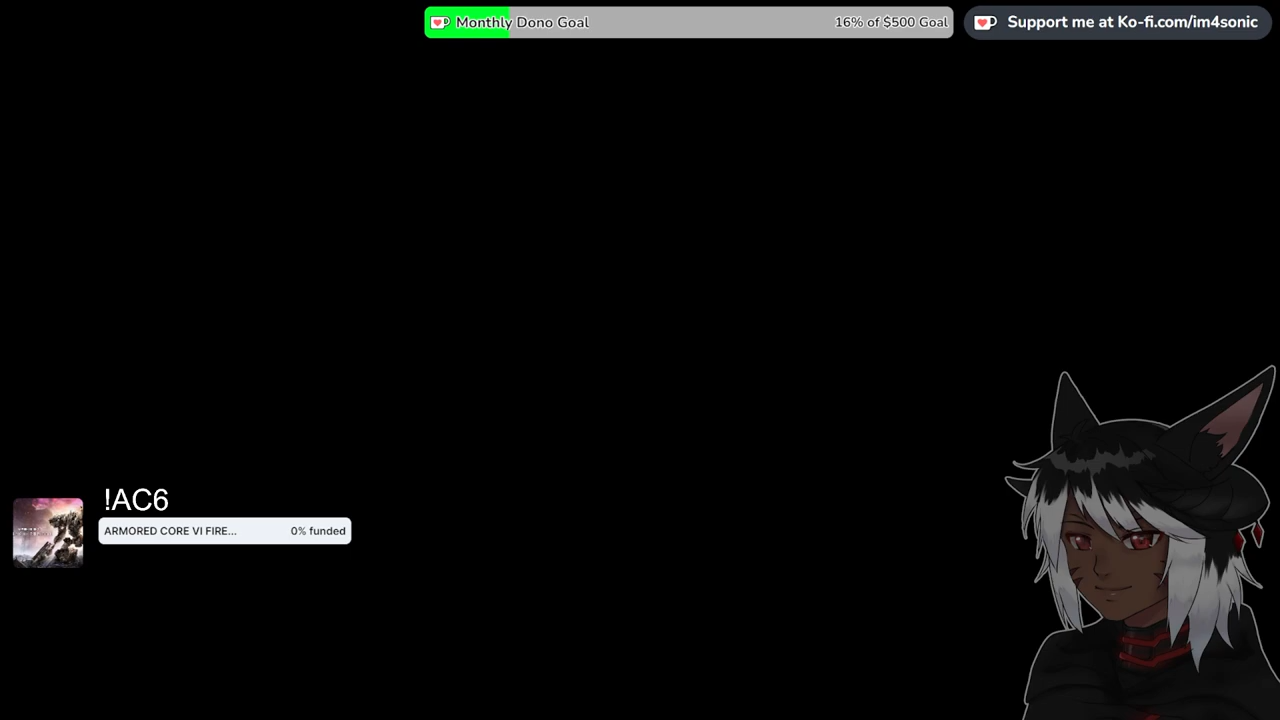 Monthly Dono Goal
16% of $500 Goal
Support me at Ko-fi.com/im4sonic
!AC6
ARMORED CORE VI FIRE...
0% funded